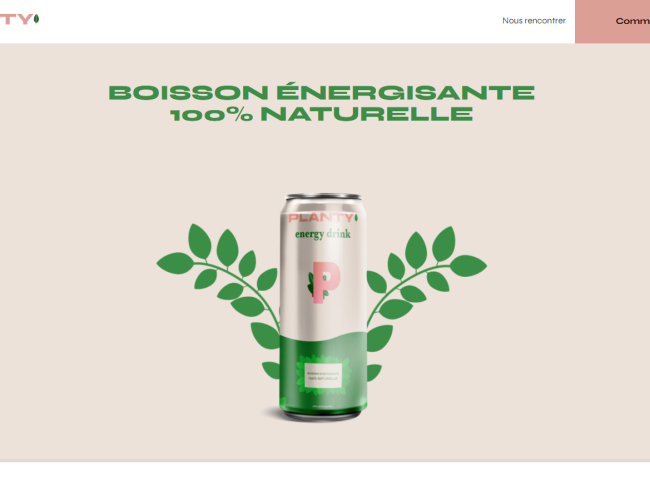 TY
Nous rencontrer
Comm
BOISSON ÉNERGISANTE
100% NATURELLE
PLANTY
energy drink
P